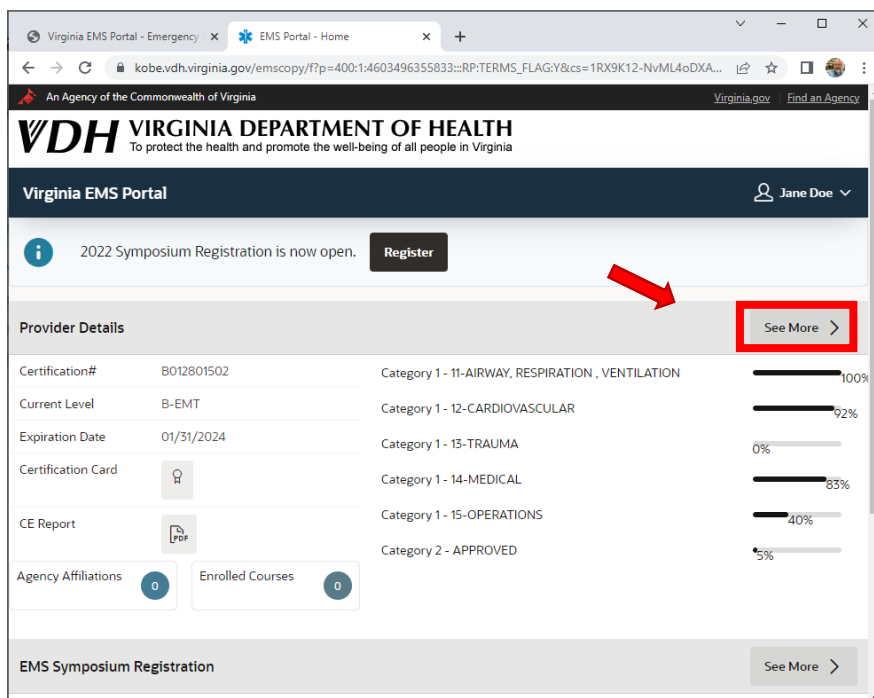 Virginia EMS Portal - Emergency
EMS Portal - Home
kobe.vdh.virginia.gov/emscopy/f?p=400:1:4603496355833:::RP:TERMS_FLAG:Y&cs=1RX9K12-NvML4oDXA...
An Agency of the Commonwealth of Virginia
Virginia.gov
Find an Agency
VDH
VIRGINIA DEPARTMENT OF HEALTH
To protect the health and promote the well-being of all people in Virginia
Virginia EMS Portal
Jane Doe
2022 Symposium Registration is now open.
Register
Provider Details
See More
Certification#
B012801502
Current Level
B-EMT
Expiration Date
01/31/2024
Certification Card
CE Report
PDF
Agency Affiliations
0
Enrolled Courses
0
Category 1 - 11-AIRWAY, RESPIRATION , VENTILATION
100%
Category 1 - 12-CARDIOVASCULAR
92%
Category 1 - 13-TRAUMA
0%
Category 1 - 14-MEDICAL
83%
Category 1 - 15-OPERATIONS
40%
Category 2 - APPROVED
5%
EMS Symposium Registration
See More